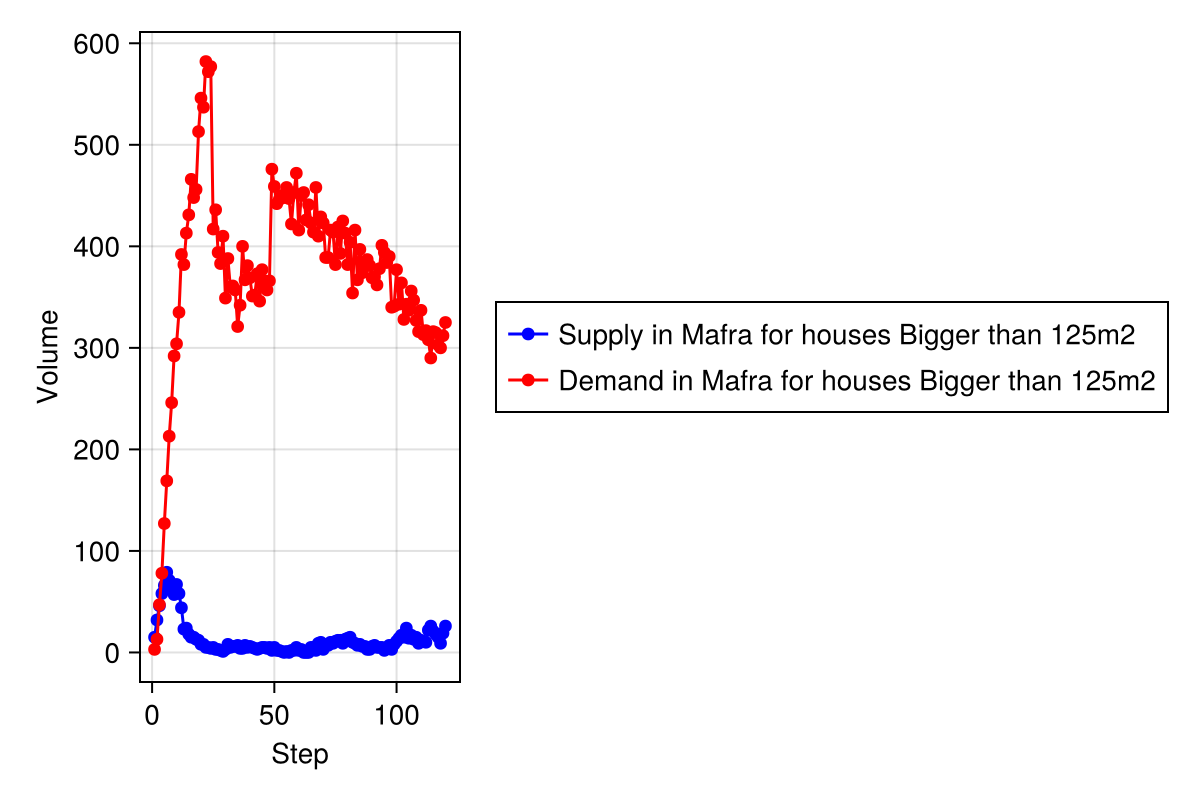 600
500
400
300
200
100
0
Volume
0 50 100
Step
Supply in Mafra for houses Bigger than 125m2
Demand in Mafra for houses Bigger than 125m2